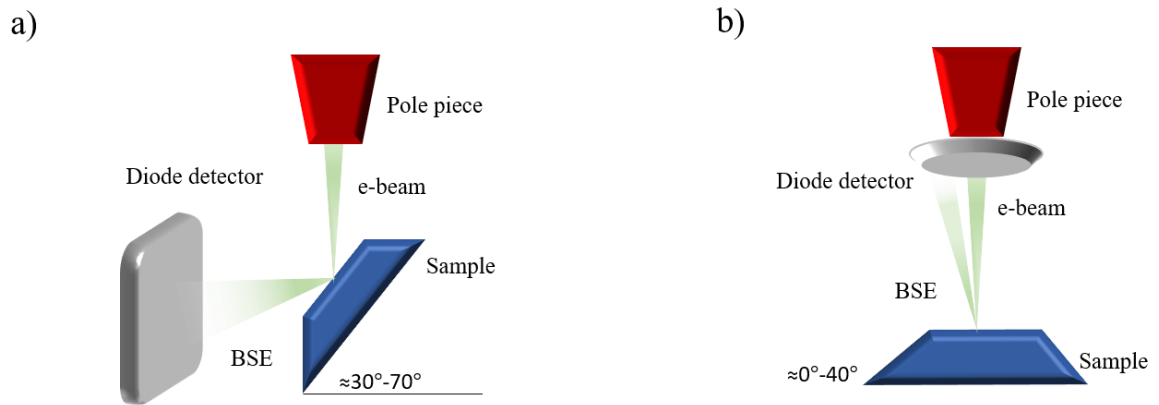 a)
Pole piece
Diode detector
e-beam
Sample
BSE
≈30°-70°
b)
Pole piece
Diode detector
e-beam
BSE
Sample
≈0°-40°